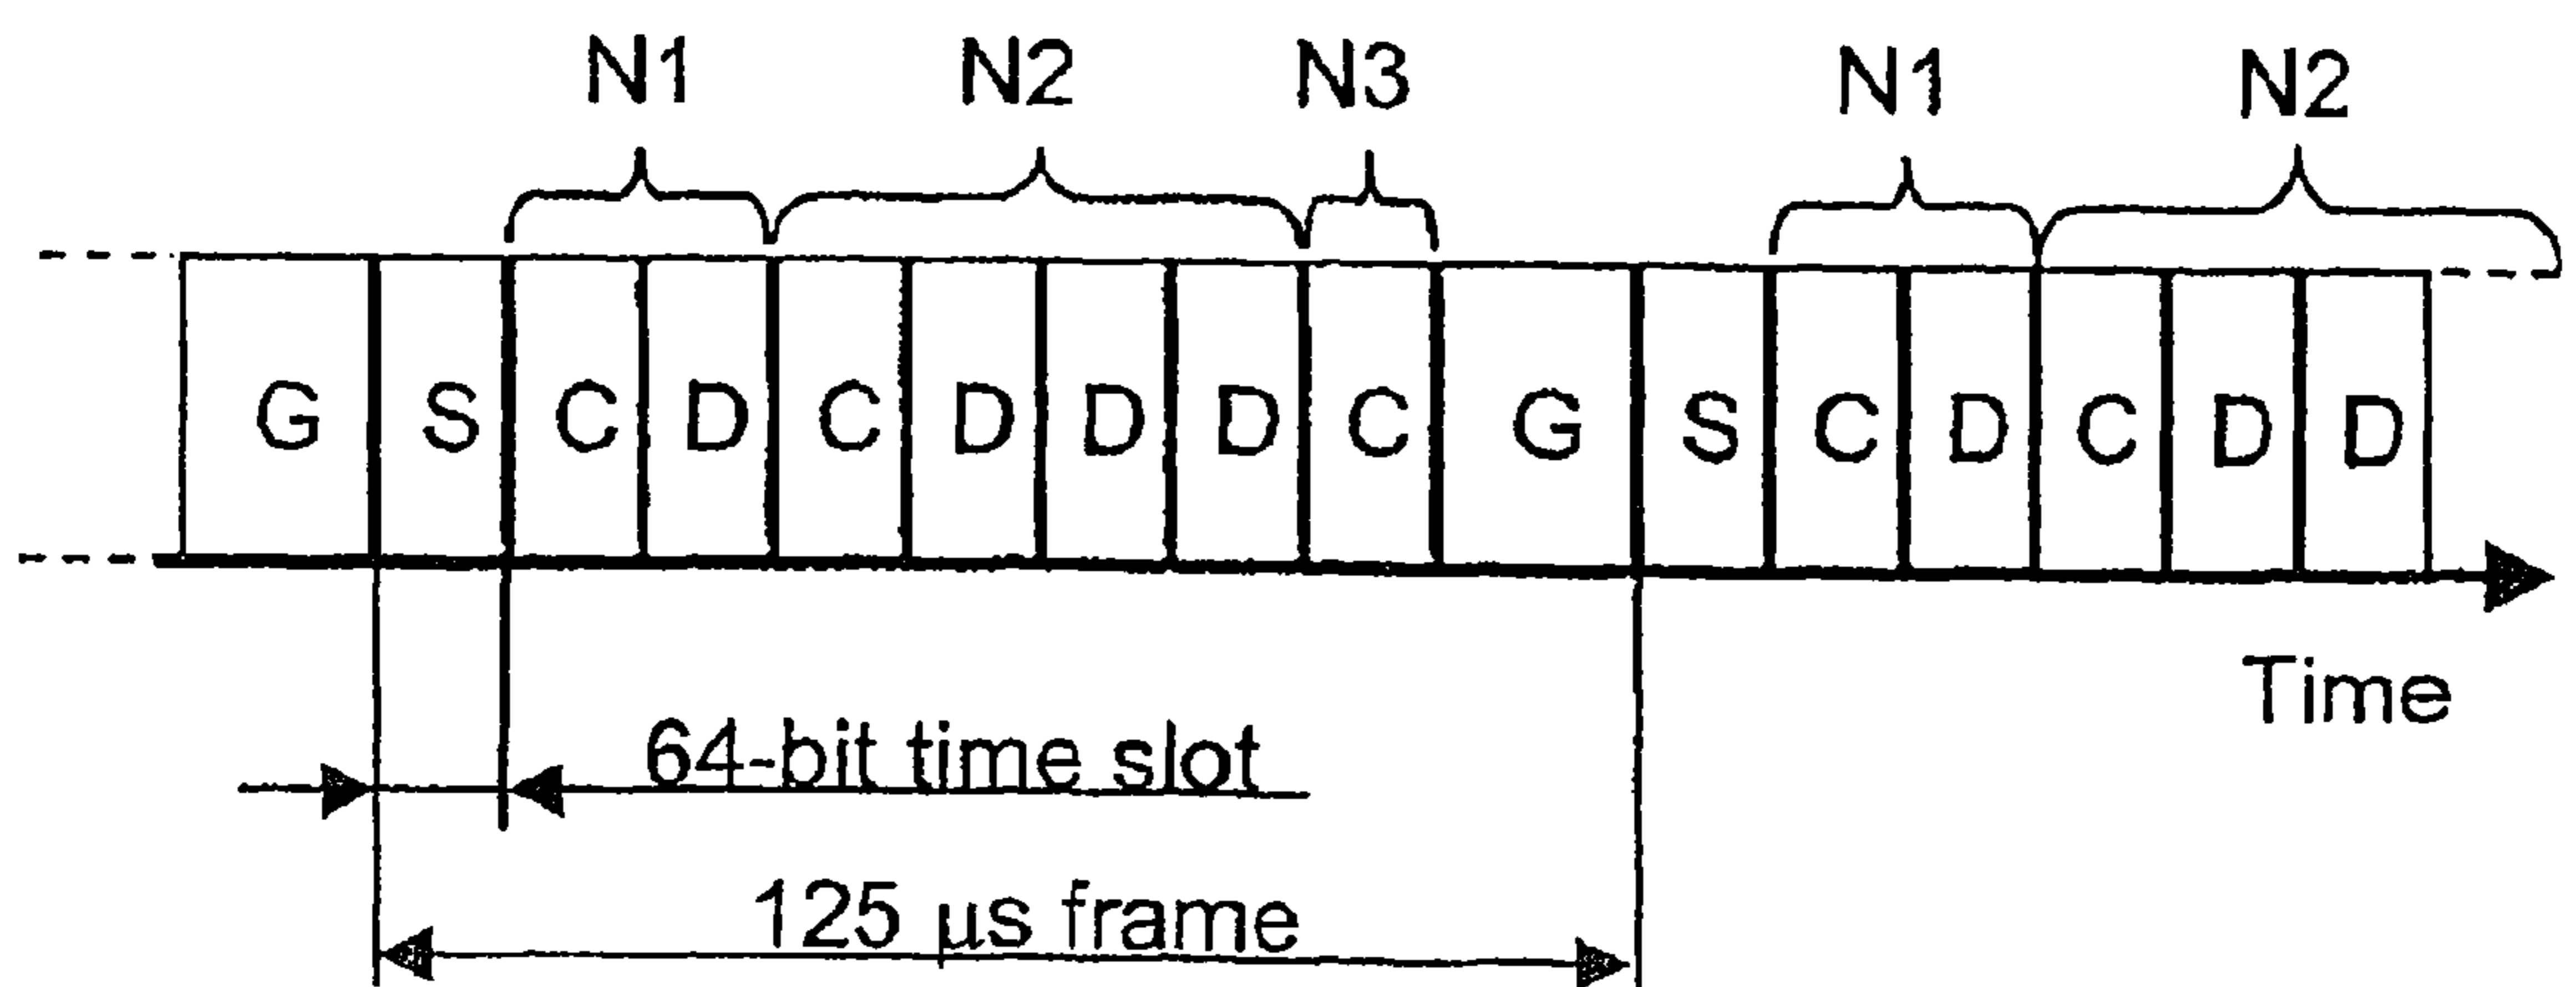 N1 N2 N3 N1 N2
G S C D C D D D C G S C D C D D
Time
64-bit time slot
125 µs frame